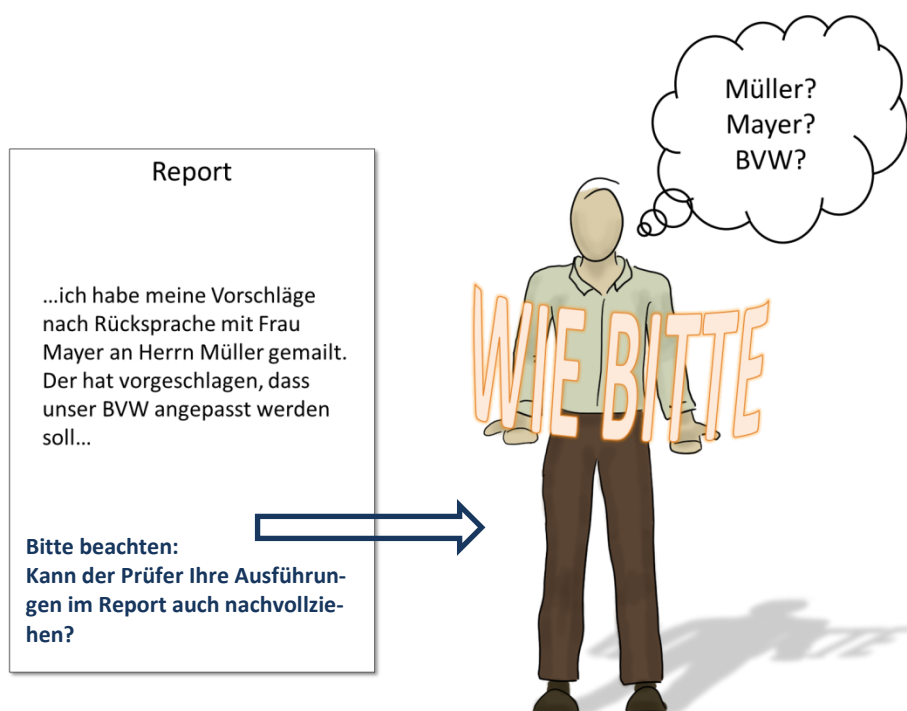 Müller?
Mayer?
BVW?
Report
...ich habe meine Vorschläge
nach Rücksprache mit Frau
Mayer an Herrn Müller gemailt.
Der hat vorgeschlagen, dass
unser BVW angepasst werden
soll...
WIE BITTE
Bitte beachten:
Kann der Prüfer Ihre Ausführun-
gen im Report auch nachvollzie-
hen?